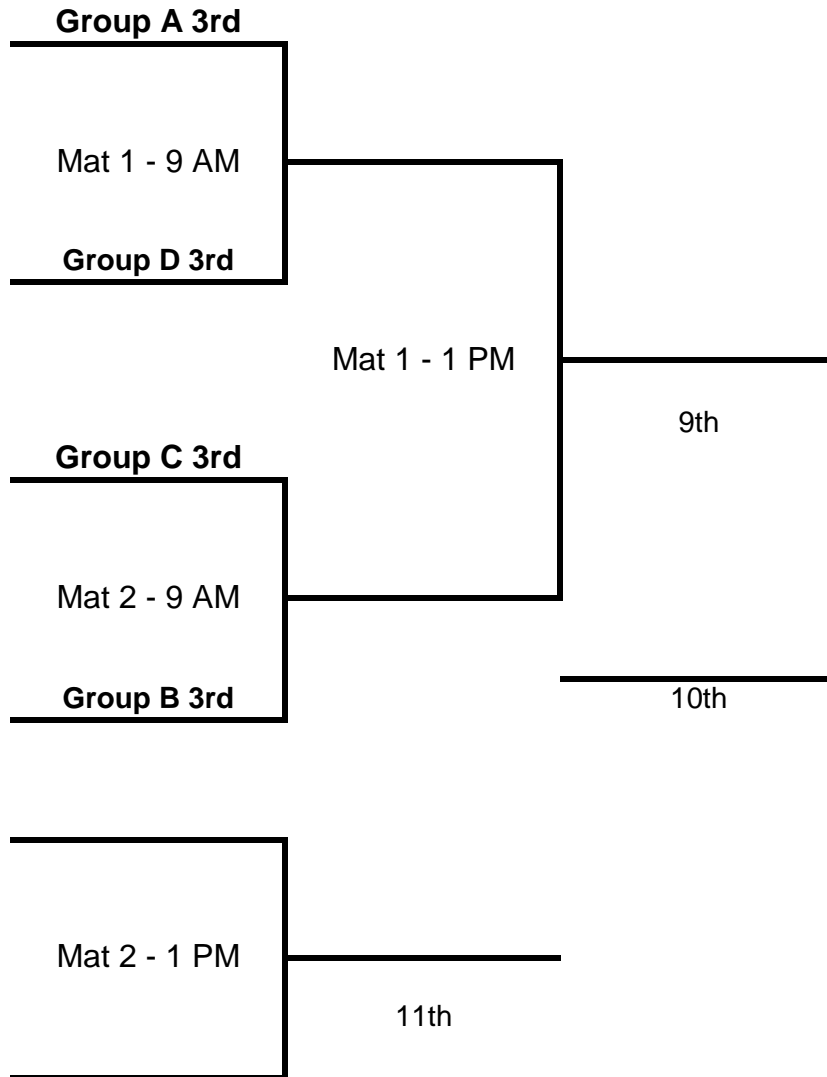 Group A 3rd
Mat 1 - 9 AM
Group D 3rd
Mat 1 - 1 PM
9th
Group C 3rd
Mat 2 - 9 AM
Group B 3rd
10th
Mat 2 - 1 PM
11th